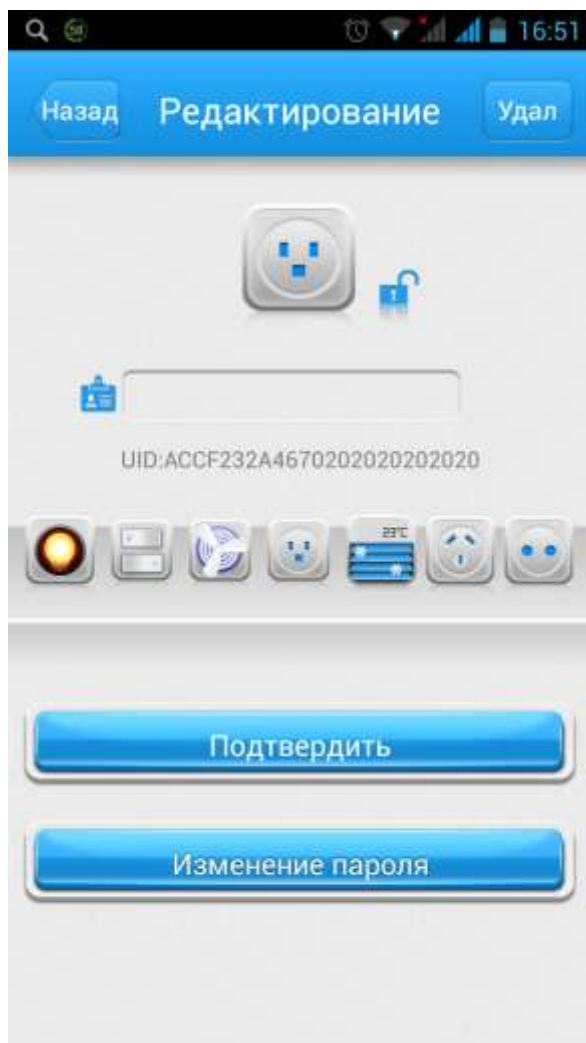 16:51
Назад Редактирование Удал
UID:ACCF232A4670202020202020
23°C
Подтвердить
Изменение пароля